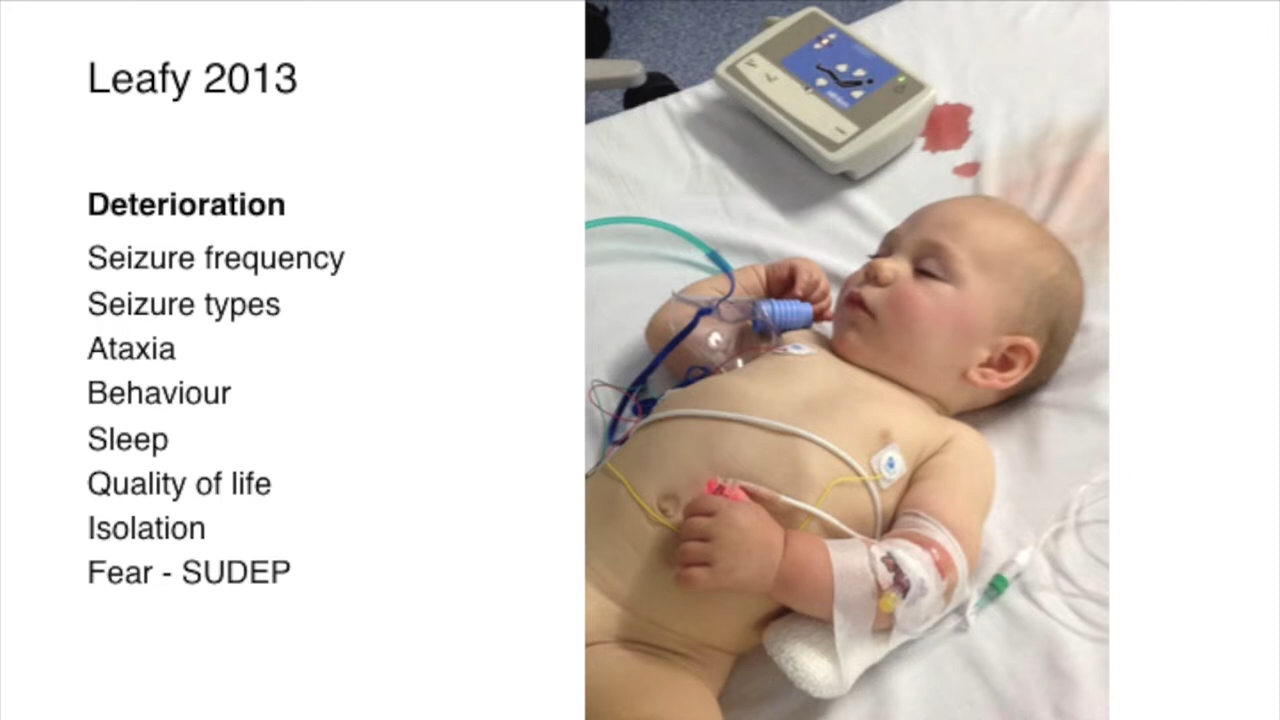 Leafy 2013
Deterioration
Seizure frequency
Seizure types
Ataxia
Behaviour
Sleep
Quality of life
Isolation
Fear - SUDEP